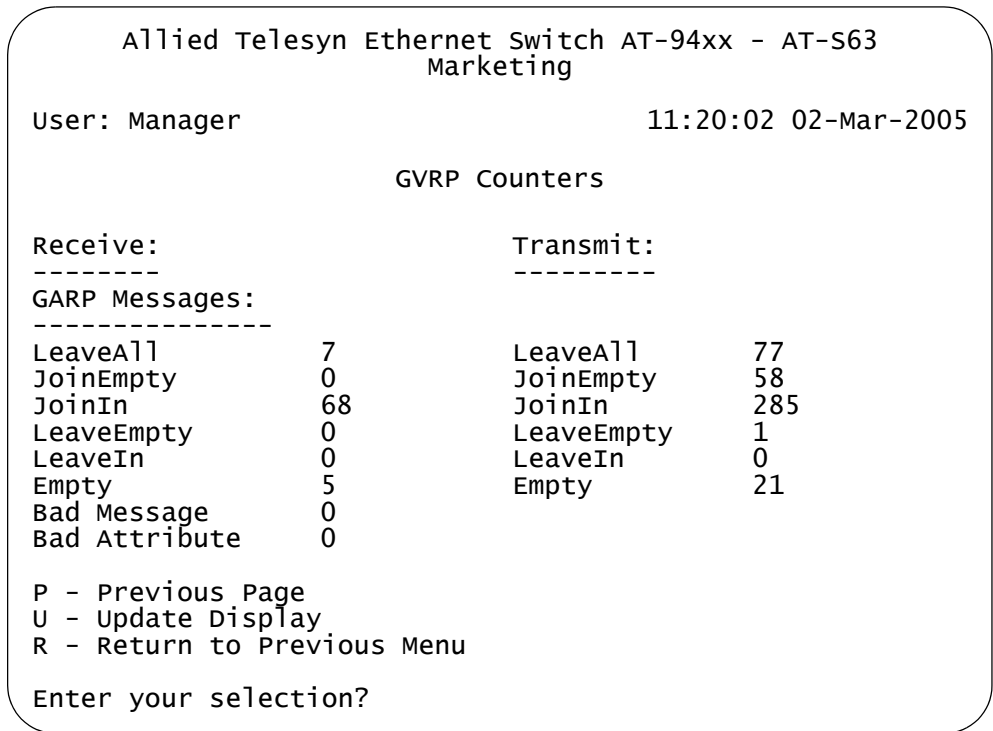 Allied Telesyn Ethernet Switch AT-94xx - AT-S63
Marketing
User: Manager 11:20:02 02-Mar-2005
GVRP Counters
Receive: Transmit:
-------- ---------
GARP Messages:
---------------
LeaveAll 7 LeaveAll 77
JoinEmpty 0 JoinEmpty 58
JoinIn 68 JoinIn 285
LeaveEmpty 0 LeaveEmpty 1
LeaveIn 0 LeaveIn 0
Empty 5 Empty 21
Bad Message 0
Bad Attribute 0
P - Previous Page
U - Update Display
R - Return to Previous Menu
Enter your selection?